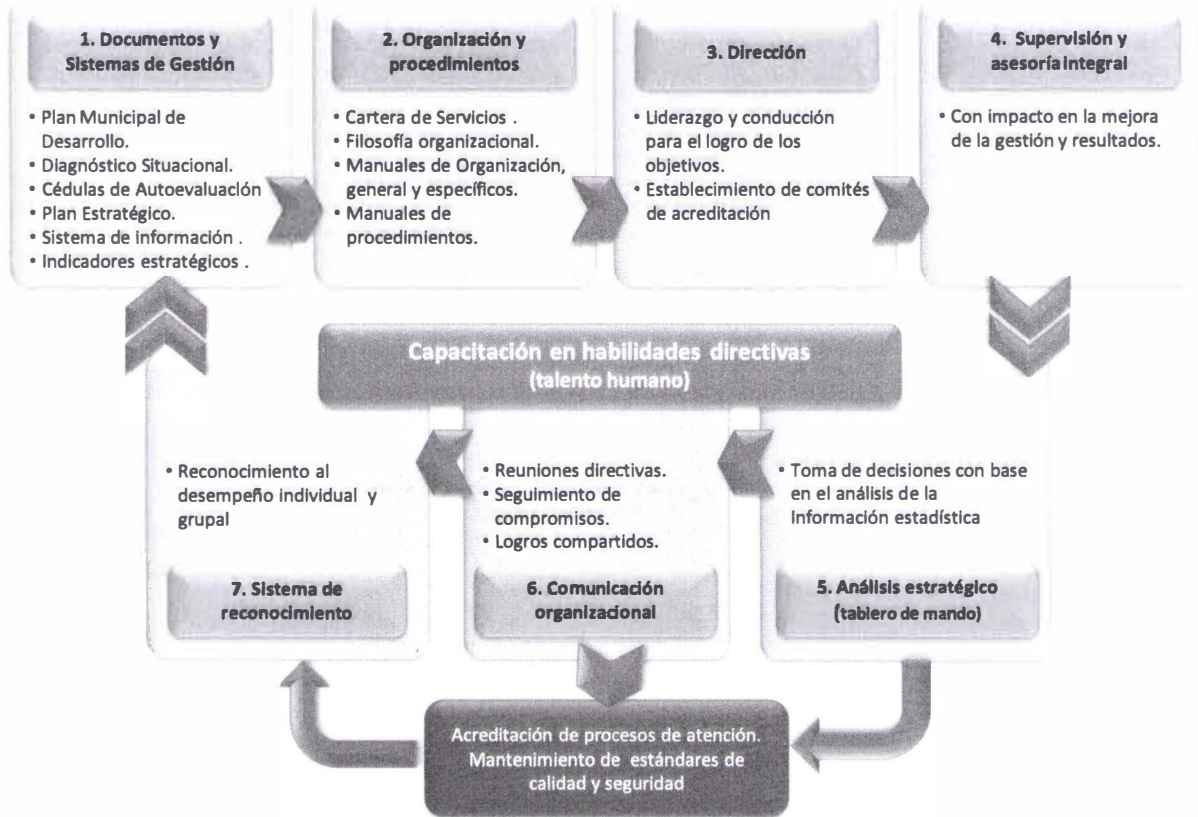 1. Documentos y
Sistemas de Gestión
• Plan Municipal de
Desarrollo.
• Diagnóstico Situacional.
• Cédulas de Autoevaluación
• Plan Estratégico.
• Sistema de información .
• Indicadores estratégicos .
2. Organización y
procedimientos
• Cartera de Servicios .
• Filosofía organizacional.
• Manuales de Organización,
general y específicos.
• Manuales de
procedimientos.
3. Dirección
• Liderazgo y conducción
para el logro de los
objetivos.
• Establecimiento de comités
de acreditación
4. Supervisión y
asesoría integral
• Con impacto en la mejora
de la gestión y resultados.
Capacitación en habilidades directivas
(talento humano)
• Toma de decisiones con base
en el análisis de la
Información estadística
5. Análisis estratégico
(tablero de mando)
• Reuniones directivas.
• Seguimiento de
compromisos.
• Logros compartidos.
6. Comunicación
organizacional
• Reconocimiento al
desempeño individual y
grupal
7. Sistema de
reconocimiento
Acreditación de procesos de atención.
Mantenimiento de estándares de
calidad y seguridad